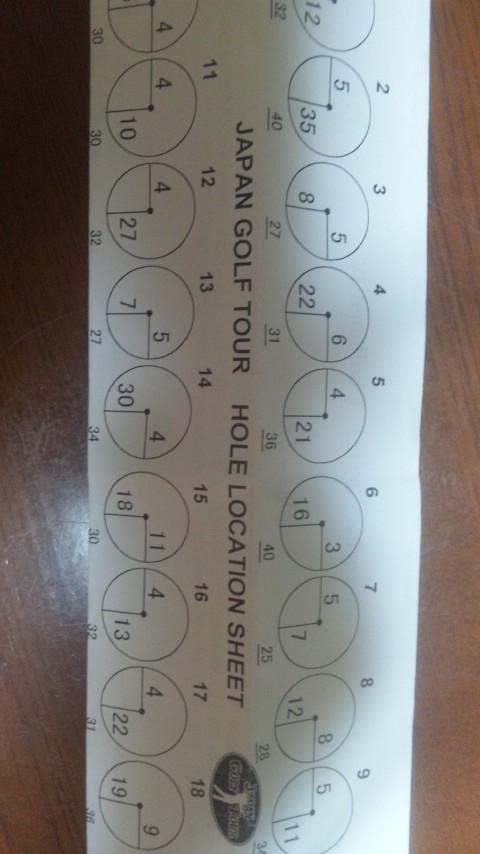 2 3 4 5 6 7 8 9
5 5 6 4 3 5 8 5
12 35 8 22 21 16 7 12 11
32 40 27 31 36 40 25 28 34
JAPAN GOLF TOUR HOLE LOCATION SHEET
JAPAN
GOLF TOUR
11 12 13 14 15 16 17 18
4 4 4 5 4 11 4 4 9
10 27 7 30 18 13 22 19
30 30 32 27 34 30 32 31 36